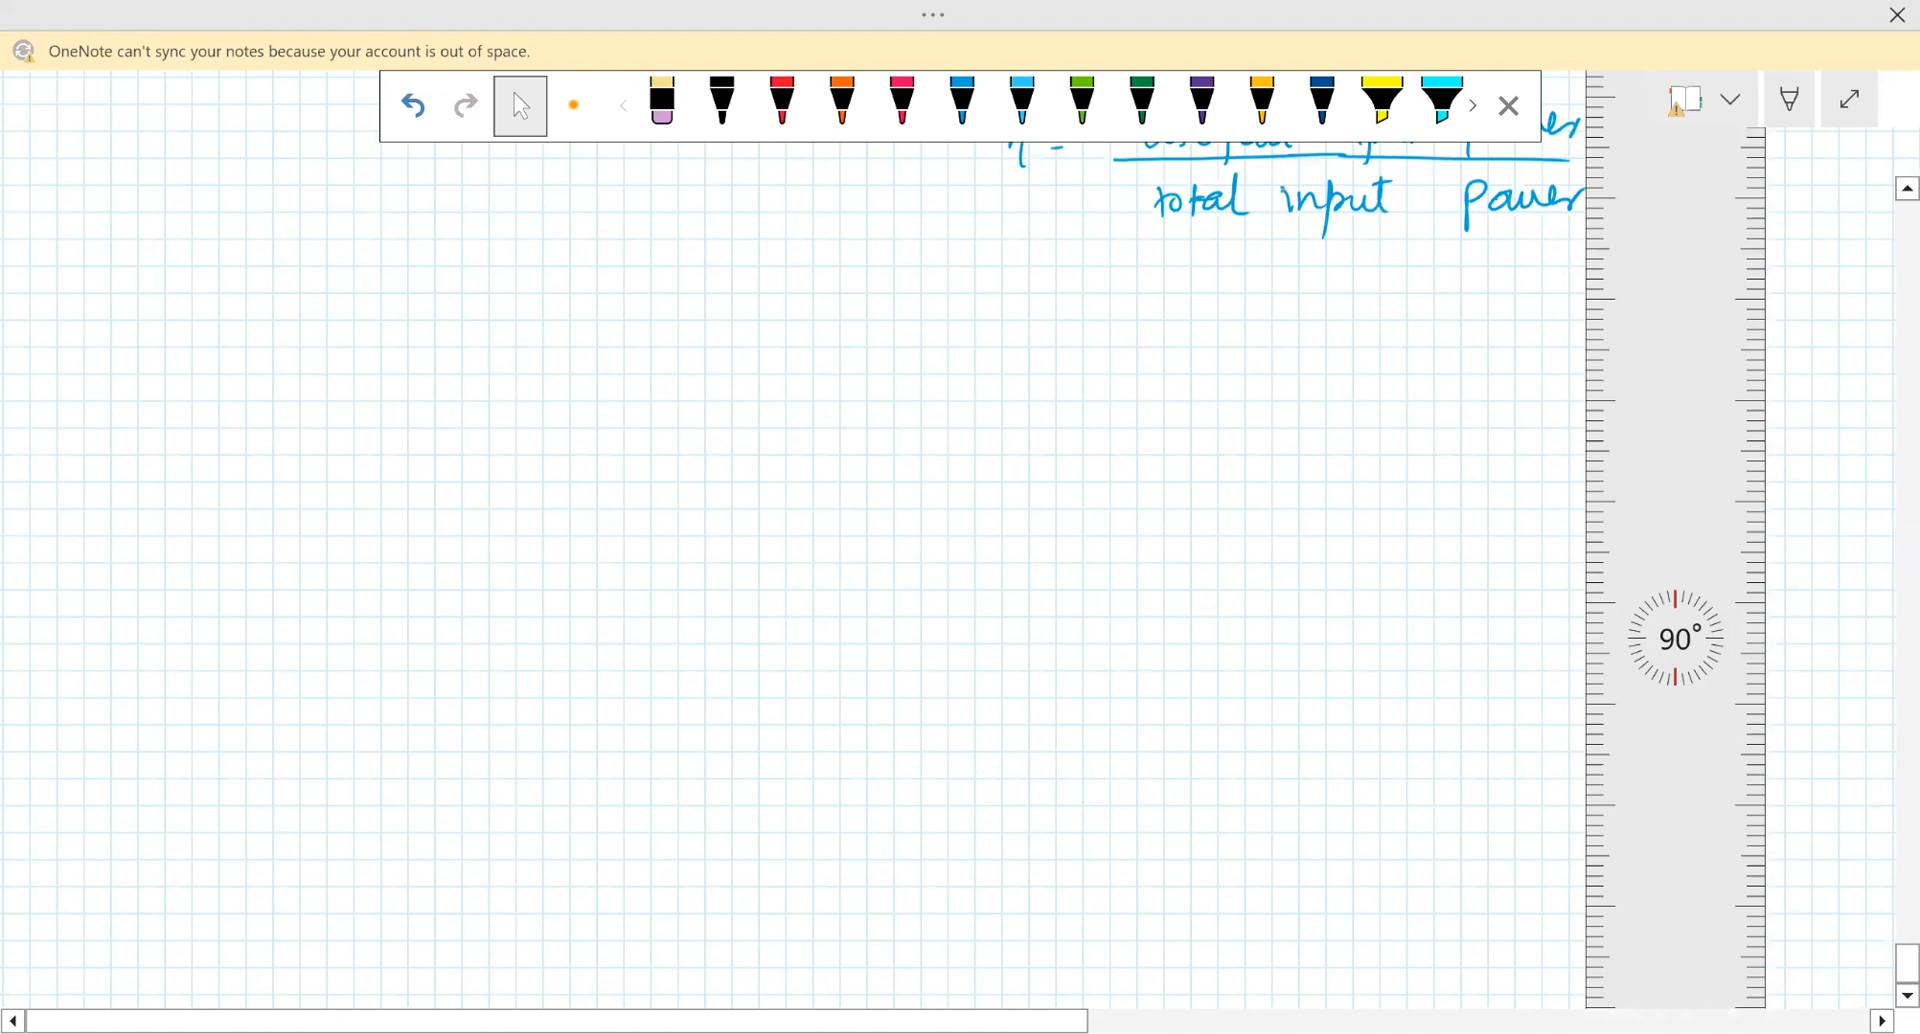 OneNote can't sync your notes because your account is out of space.
η =
total input Power
90°